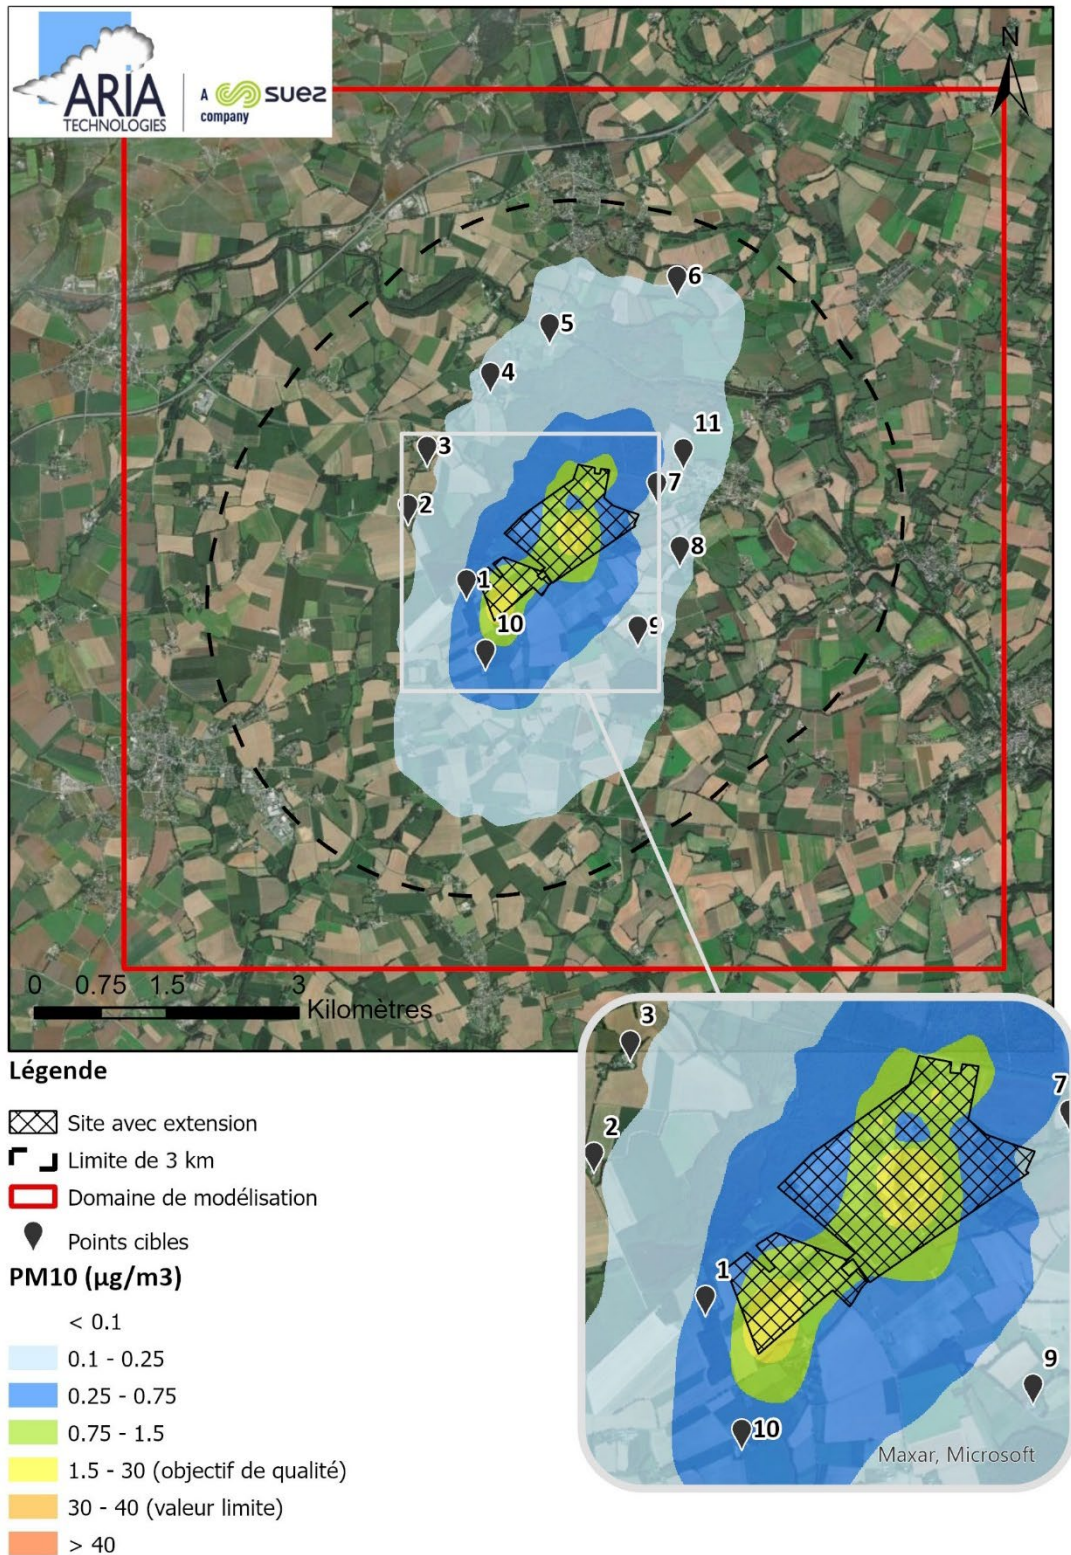 ARIA
TECHNOLOGIES
A
company
suez
N
6
5
4
3
11
2
7
8
1
10
9
0 0.75 1.5 3
Kilomètres
Légende
Site avec extension
Limite de 3 km
Domaine de modélisation
Points cibles
PM10 (µg/m3)
< 0.1
0.1 - 0.25
0.25 - 0.75
0.75 - 1.5
1.5 - 30 (objectif de qualité)
30 - 40 (valeur limite)
> 40
3
7
2
1
9
10
Maxar, Microsoft